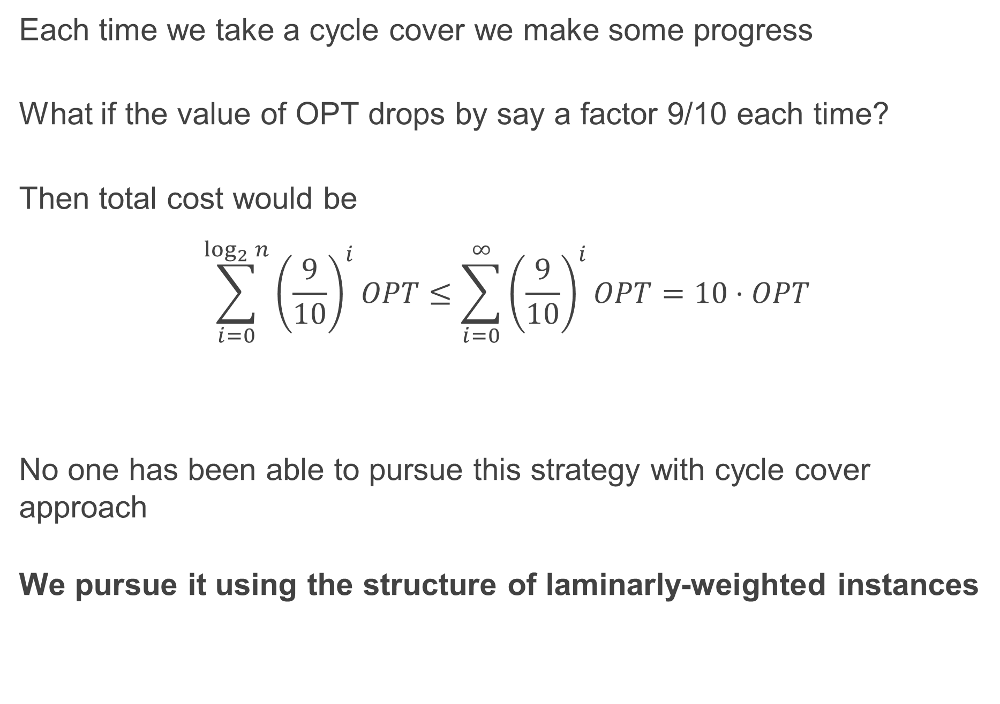 Each time we take a cycle cover we make some progress
What if the value of OPT drops by say a factor 9/10 each time?
Then total cost would be
$\sum_{i=0}^{\log_2 n} \left(\frac{9}{10}\right)^i OPT \leq \sum_{i=0}^{\infty} \left(\frac{9}{10}\right)^i OPT = 10 \cdot OPT$
No one has been able to pursue this strategy with cycle cover
approach
We pursue it using the structure of laminarly-weighted instances